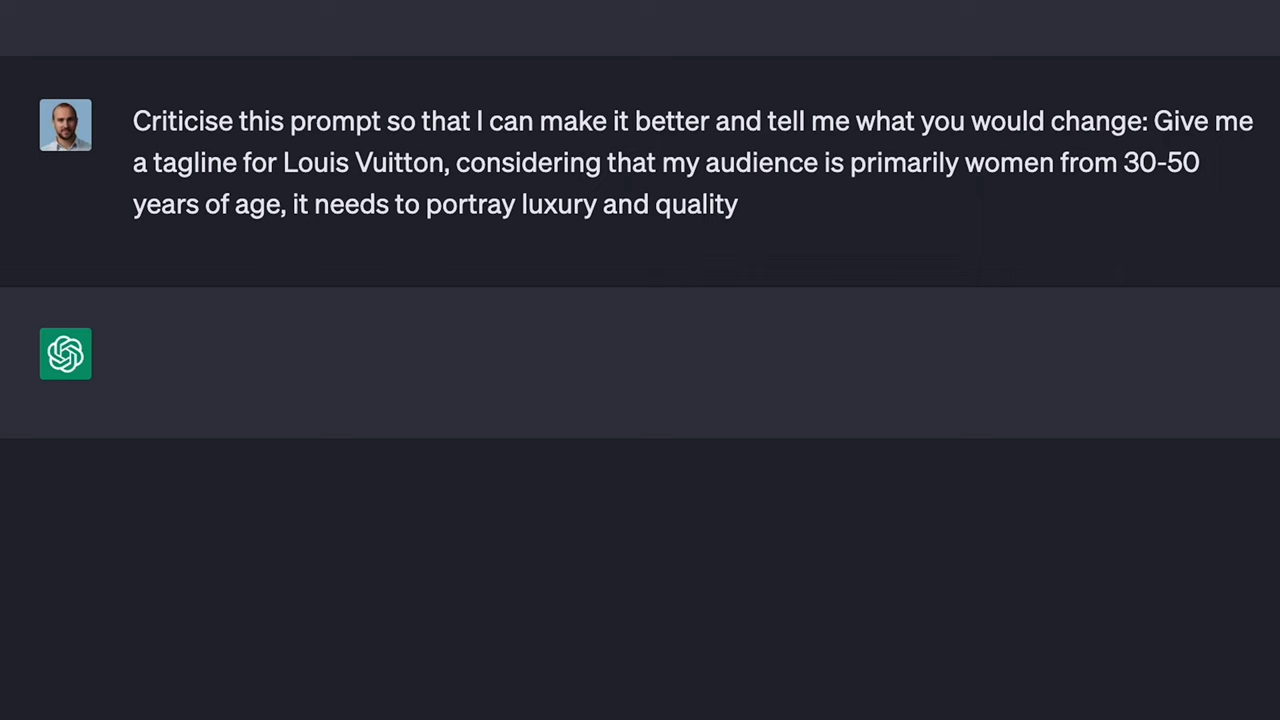 Criticise this prompt so that I can make it better and tell me what you would change: Give me
a tagline for Louis Vuitton, considering that my audience is primarily women from 30-50
years of age, it needs to portray luxury and quality